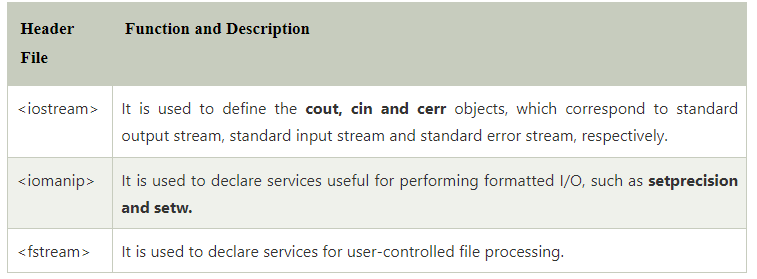 Header
File
Function and Description
<iostream>
It is used to define the cout, cin and cerr objects, which correspond to standard
output stream, standard input stream and standard error stream, respectively.
<iomanip>
It is used to declare services useful for performing formatted I/O, such as setprecision
and setw.
<fstream>
It is used to declare services for user-controlled file processing.